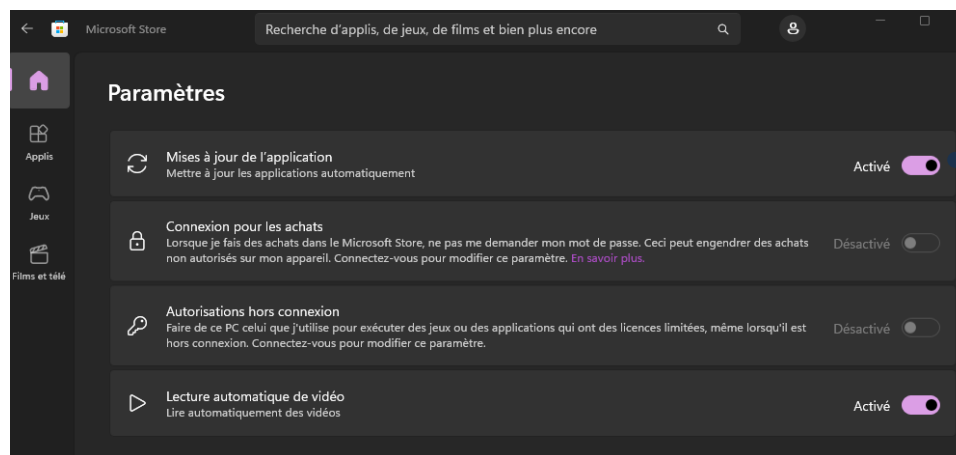 Microsoft Store
Recherche d'applis, de jeux, de films et bien plus encore
Paramètres
Applis
Jeux
Films et télé
Mises à jour de l'application
Mettre à jour les applications automatiquement
Activé
Connexion pour les achats
Lorsque je fais des achats dans le Microsoft Store, ne pas me demander mon mot de passe. Ceci peut engendrer des achats
non autorisés sur mon appareil. Connectez-vous pour modifier ce paramètre. En savoir plus.
Désactivé
Autorisations hors connexion
Faire de ce PC celui que j'utilise pour exécuter des jeux ou des applications qui ont des licences limitées, même lorsqu'il est
hors connexion. Connectez-vous pour modifier ce paramètre.
Désactivé
Lecture automatique de vidéo
Lire automatiquement des vidéos
Activé